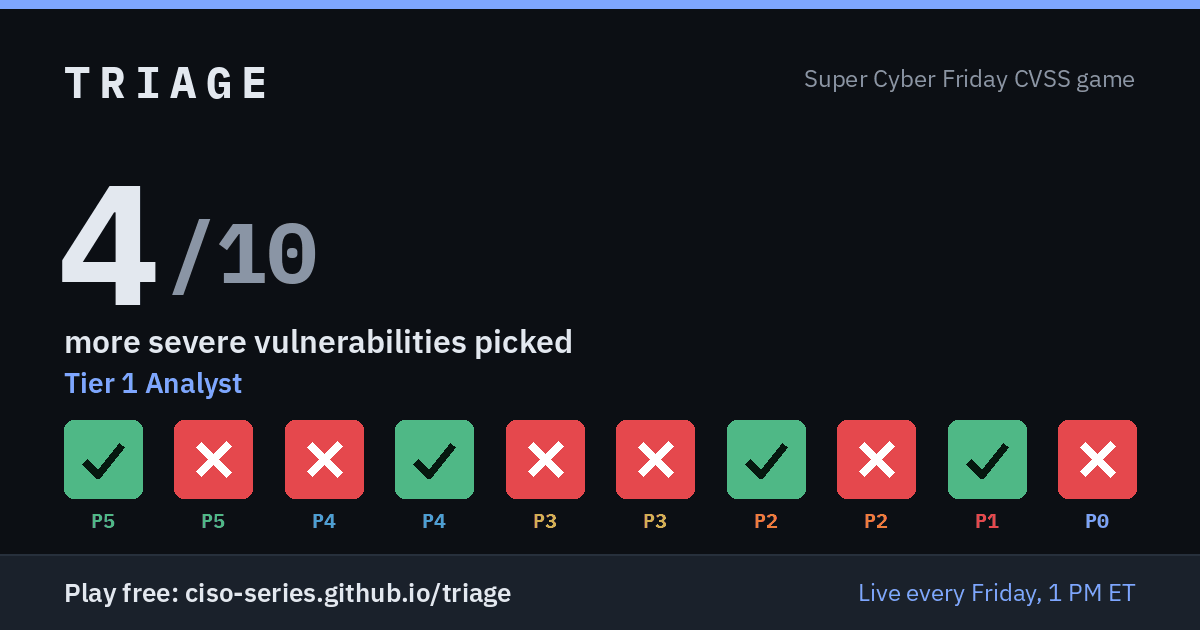 TRIAGE
Super Cyber Friday CVSS game
4/10
more severe vulnerabilities picked
Tier 1 Analyst
P5 P5 P4 P4 P3 P3 P2 P2 P1 P0
Play free: ciso-series.github.io/triage
Live every Friday, 1 PM ET